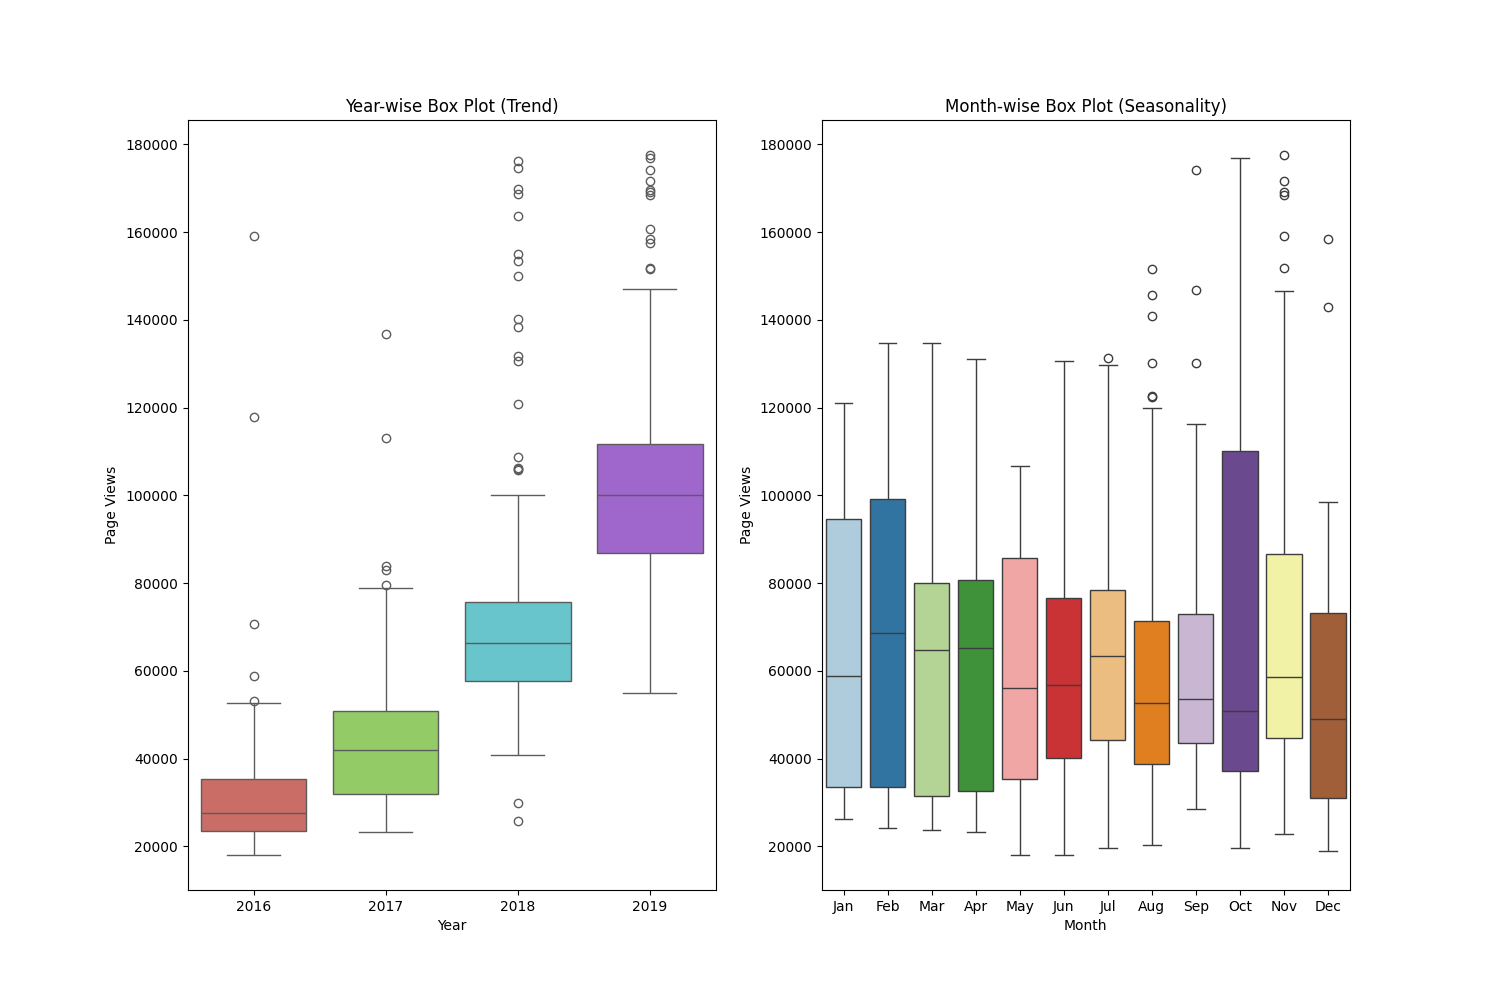 Year-wise Box Plot (Trend)
180000
160000
140000
120000
100000
80000
60000
40000
20000
Page Views
2016 2017 2018 2019
Year
Month-wise Box Plot (Seasonality)
180000
160000
140000
120000
100000
80000
60000
40000
20000
Page Views
Jan Feb Mar Apr May Jun Jul Aug Sep Oct Nov Dec
Month